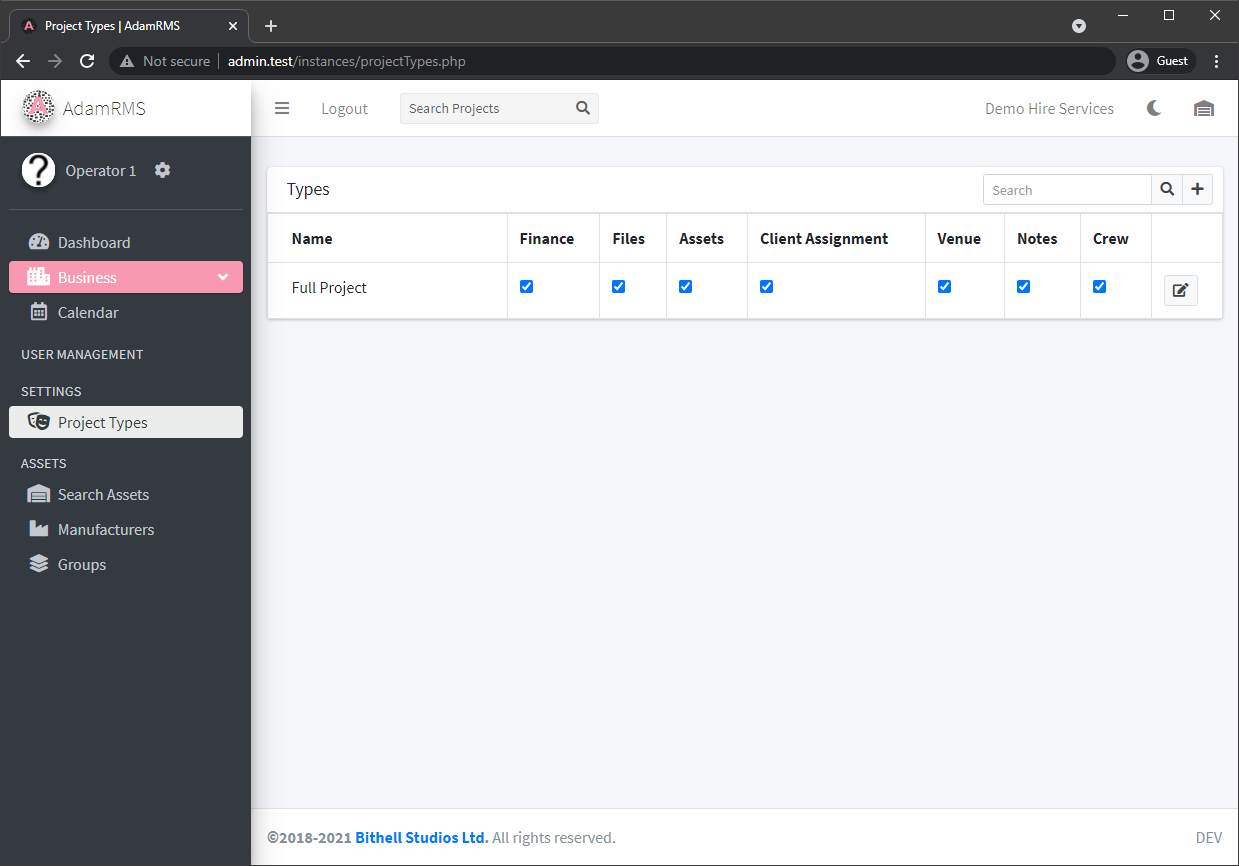 A Project Types | AdamRMS
Not secure admin.test/instances/projectTypes.php Guest
A AdamRMS
Logout Search Projects Demo Hire Services
? Operator 1
Dashboard
Business
Calendar
USER MANAGEMENT
SETTINGS
Project Types
ASSETS
Search Assets
Manufacturers
Groups
Types Search
Name Finance Files Assets Client Assignment Venue Notes Crew
Full Project
©2018-2021 Bithell Studios Ltd. All rights reserved. DEV